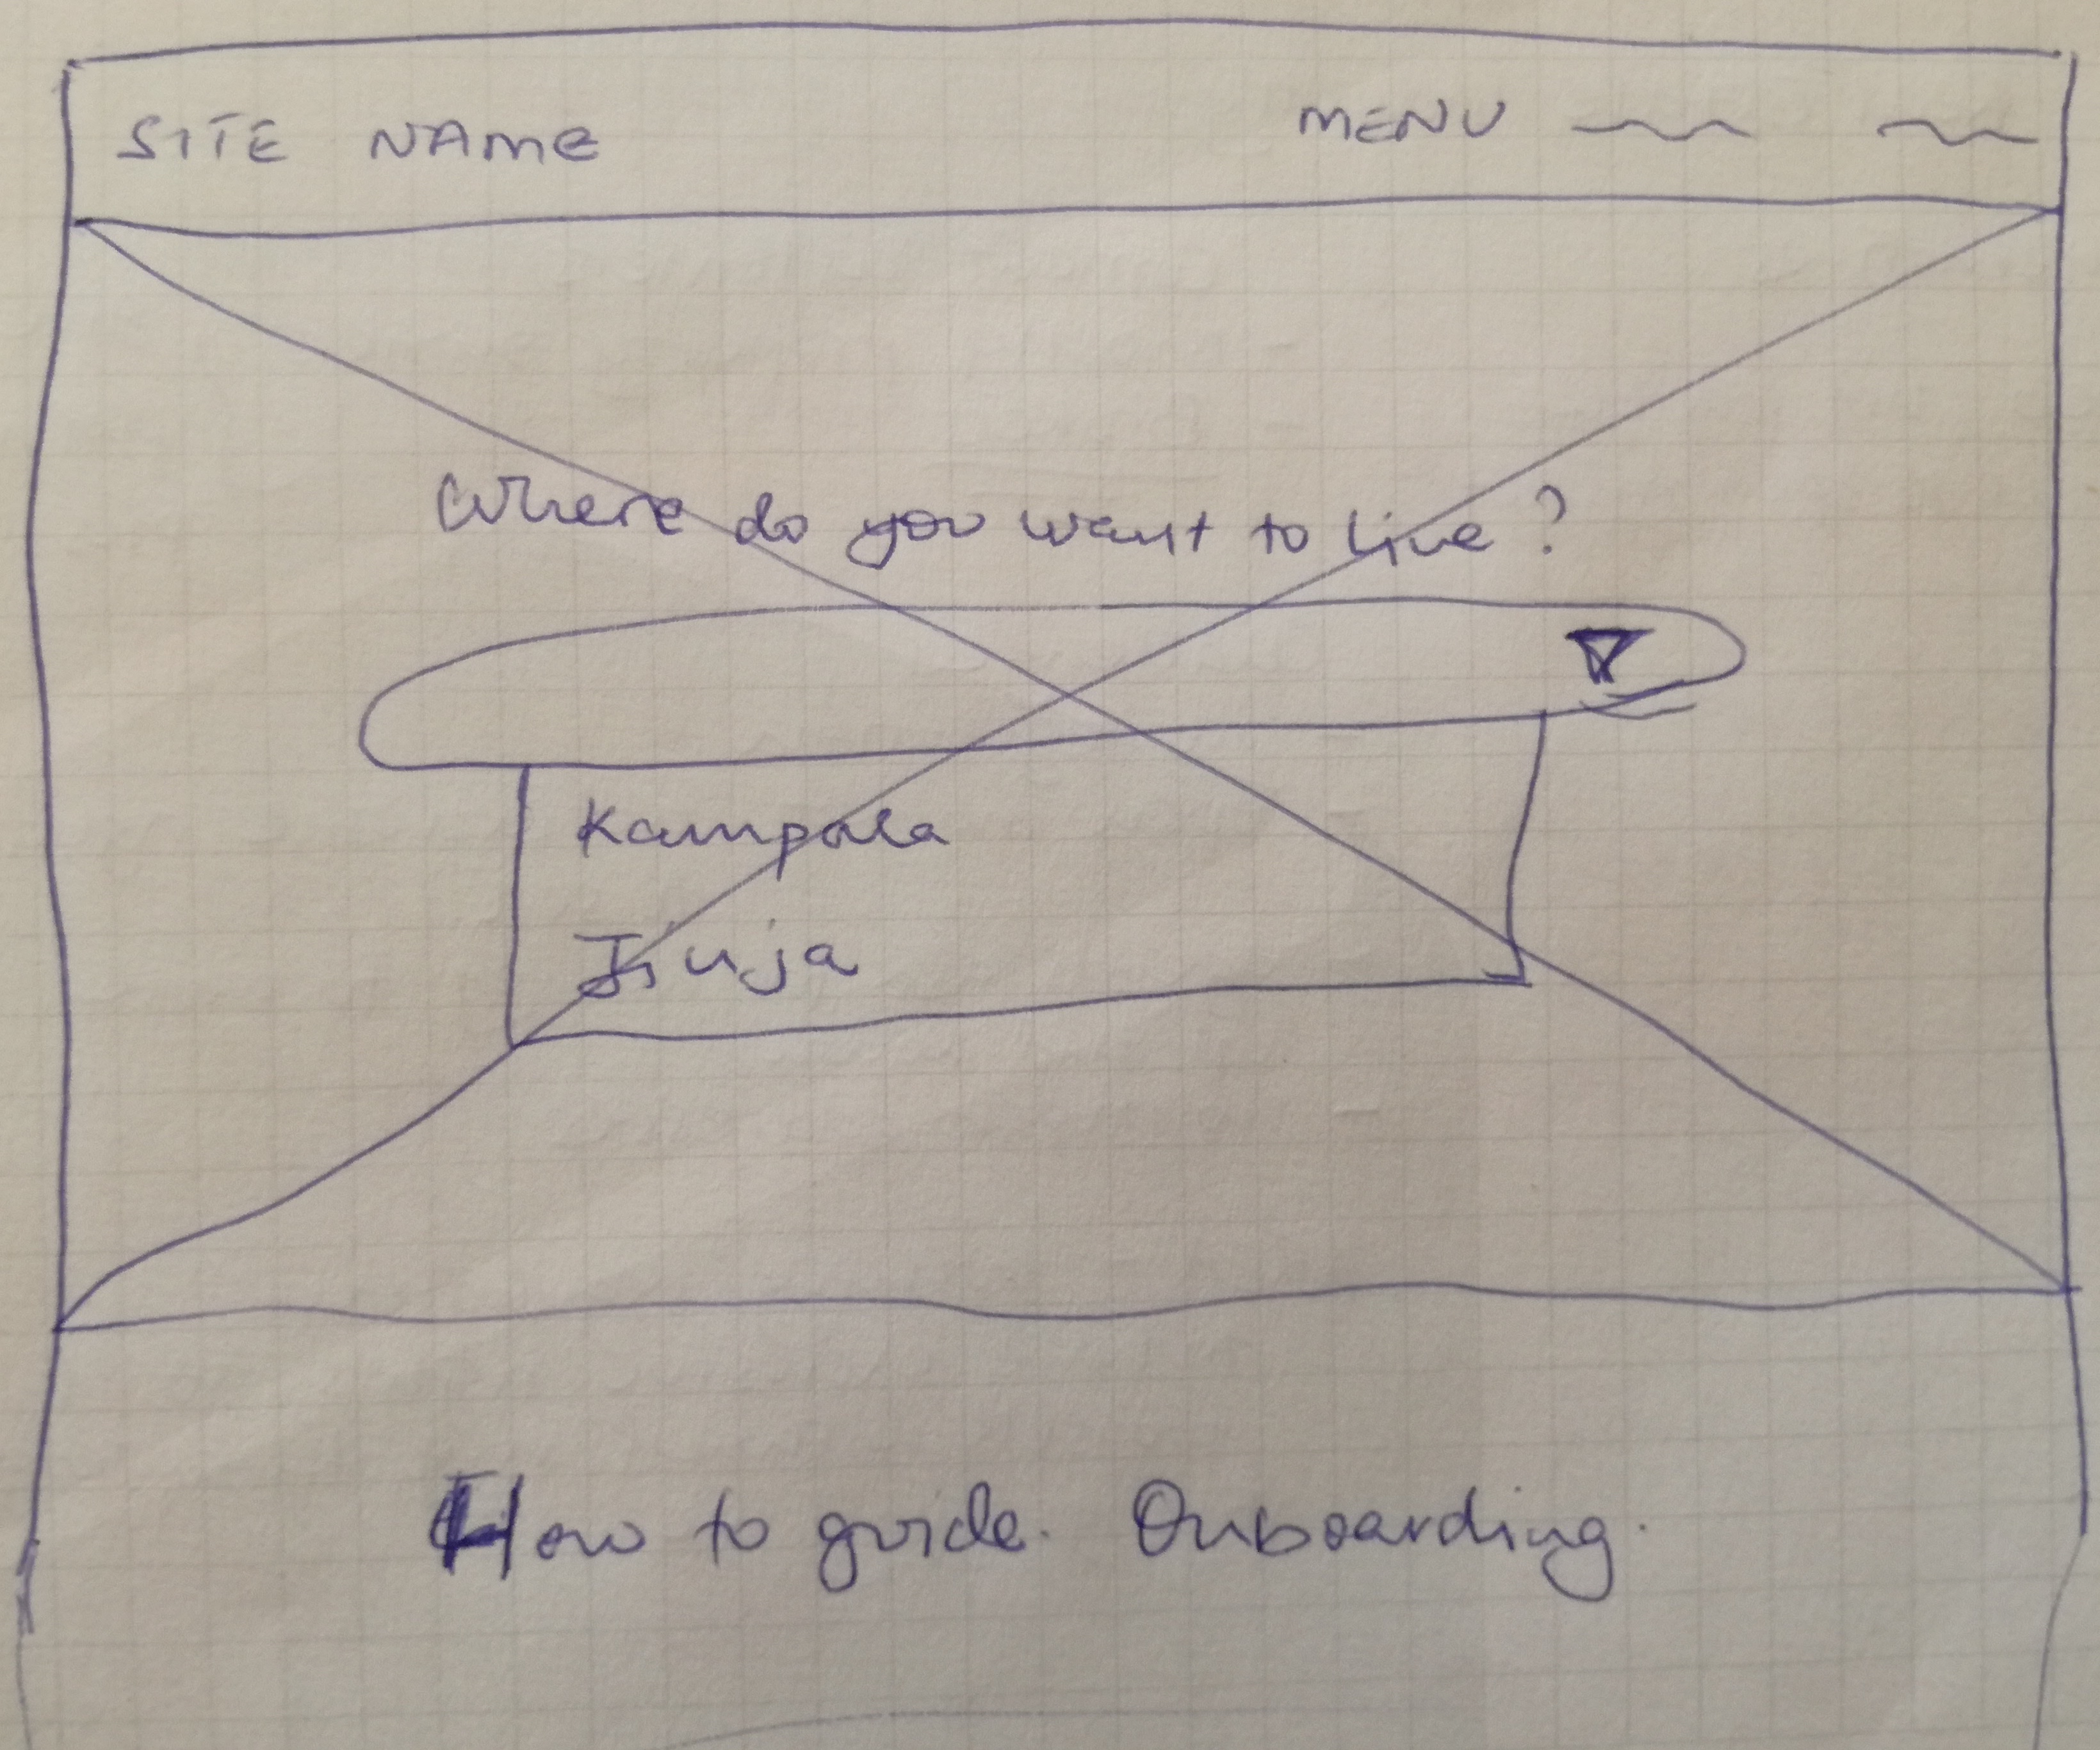 SITE NAME MENU
Where do you want to live?
Kampala
Jinja
How to guide. Onboarding.